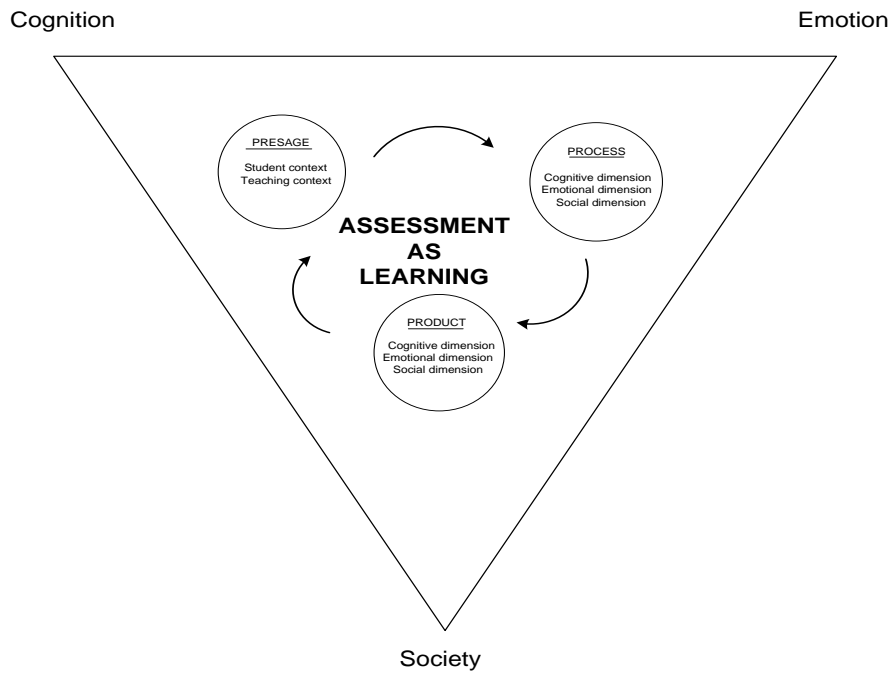 Cognition
Emotion
PRESAGE
Student context
Teaching context
PROCESS
Cognitive dimension
Emotional dimension
Social dimension
ASSESSMENT
AS
LEARNING
PRODUCT
Cognitive dimension
Emotional dimension
Social dimension
Society